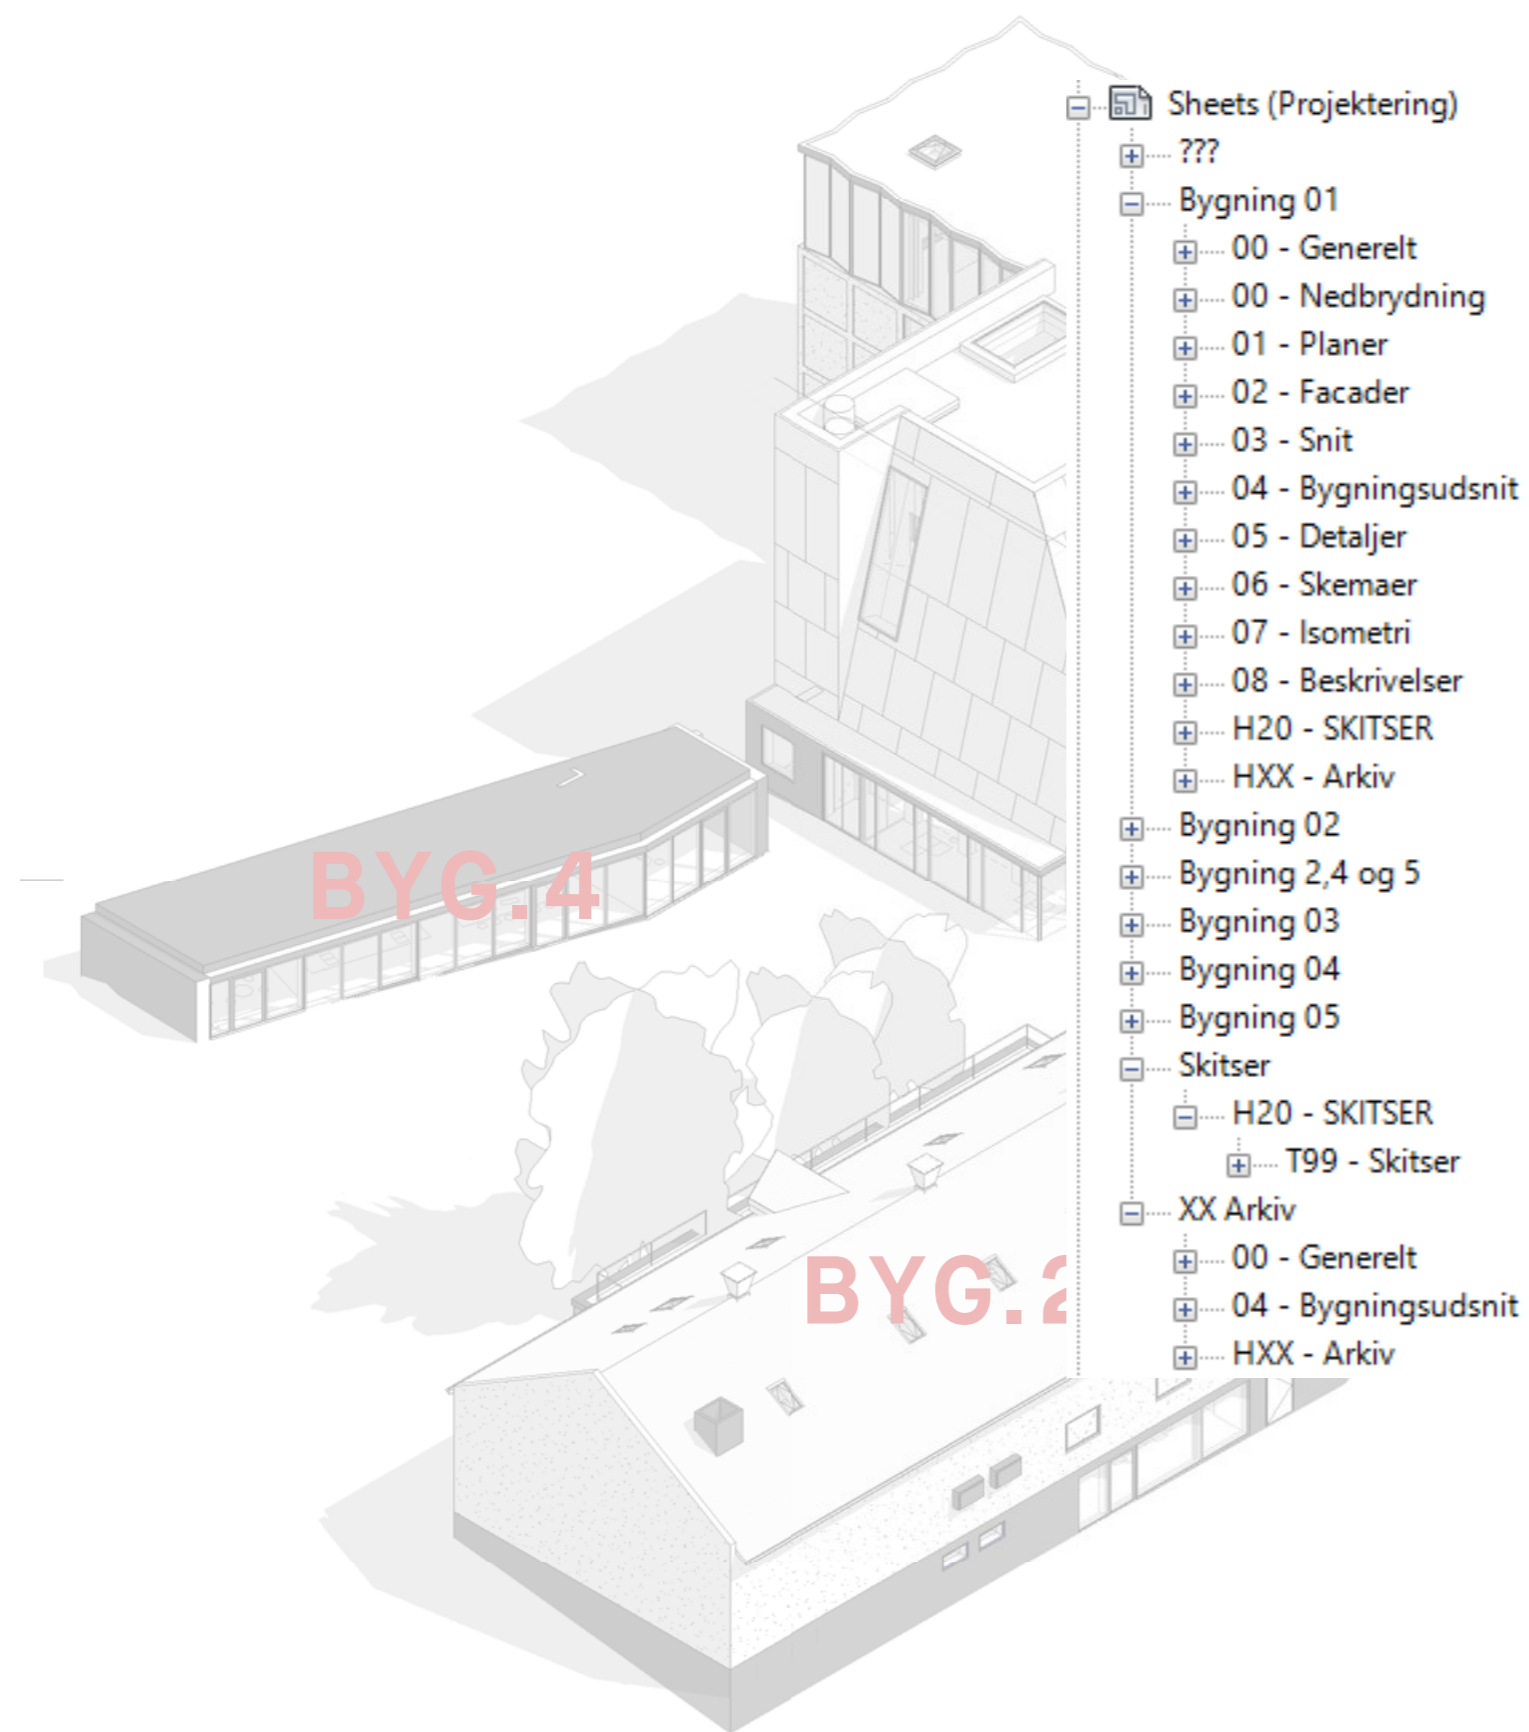 Sheets (Projektering)
???
Bygning 01
00 - Generelt
00 - Nedbrydning
01 - Planer
02 - Facader
03 - Snit
04 - Bygningsudsnit
05 - Detaljer
06 - Skemaer
07 - Isometri
08 - Beskrivelser
H20 - SKITSER
HXX - Arkiv
Bygning 02
Bygning 2,4 og 5
Bygning 03
Bygning 04
Bygning 05
Skitser
H20 - SKITSER
T99 - Skitser
XX Arkiv
00 - Generelt
04 - Bygningsudsnit
HXX - Arkiv
BYG.4
BYG.2